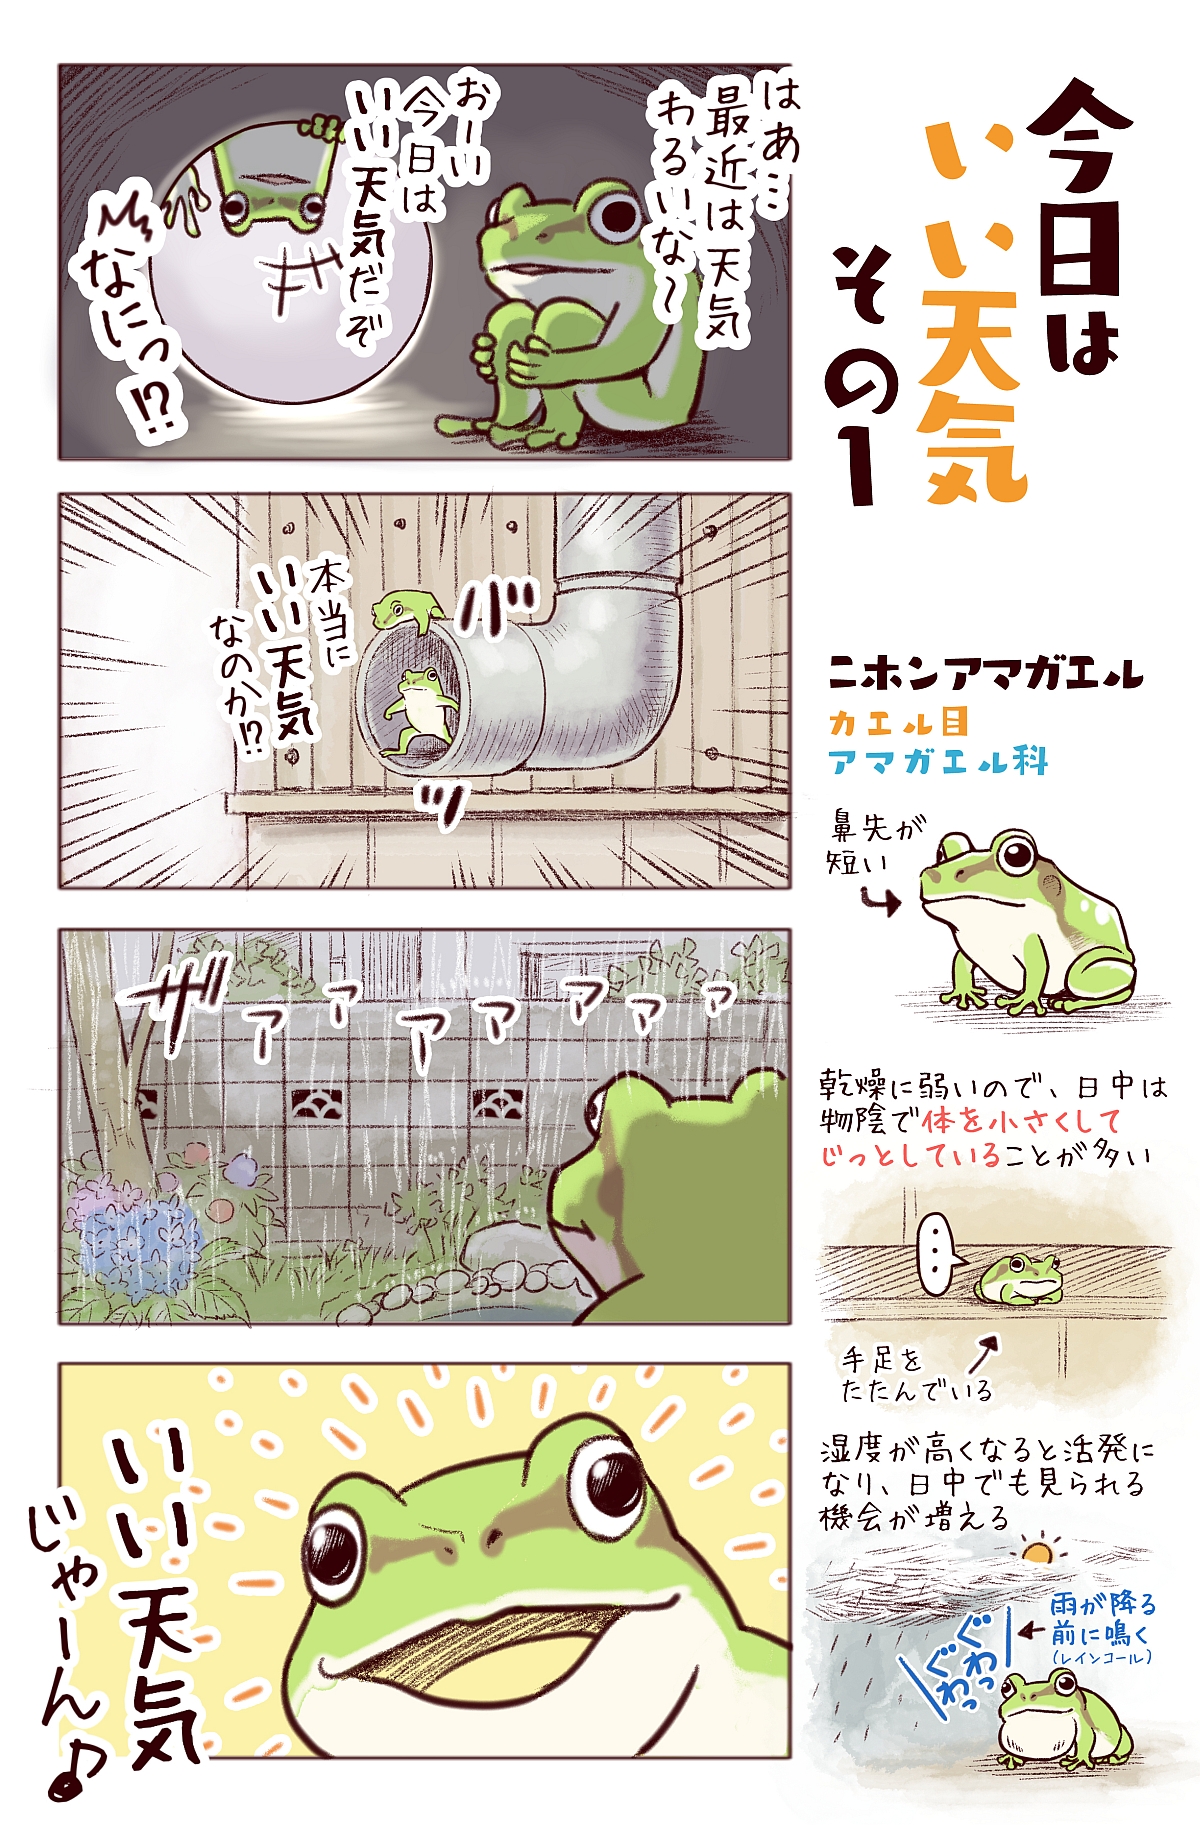 今日は
いい天気
その1
はあ…
最近は天気
わるいな〜
おーい
今日は
いい天気だぞ
なにっ!?
バ
ッ
本当に
いい天気
なのか!?
ザァァァァァァァ
いい天気
じゃーん♪
ニホンアマガエル
カエル目
アマガエル科
鼻先が
短い
乾燥に弱いので、日中は
物陰で体を小さくして
じっとしていることが多い
…
手足を
たたんでいる
湿度が高くなると活発に
なり、日中でも見られる
機会が増える
雨が降る
前に鳴く
(レインコール)
ぐわっ
ぐわっ